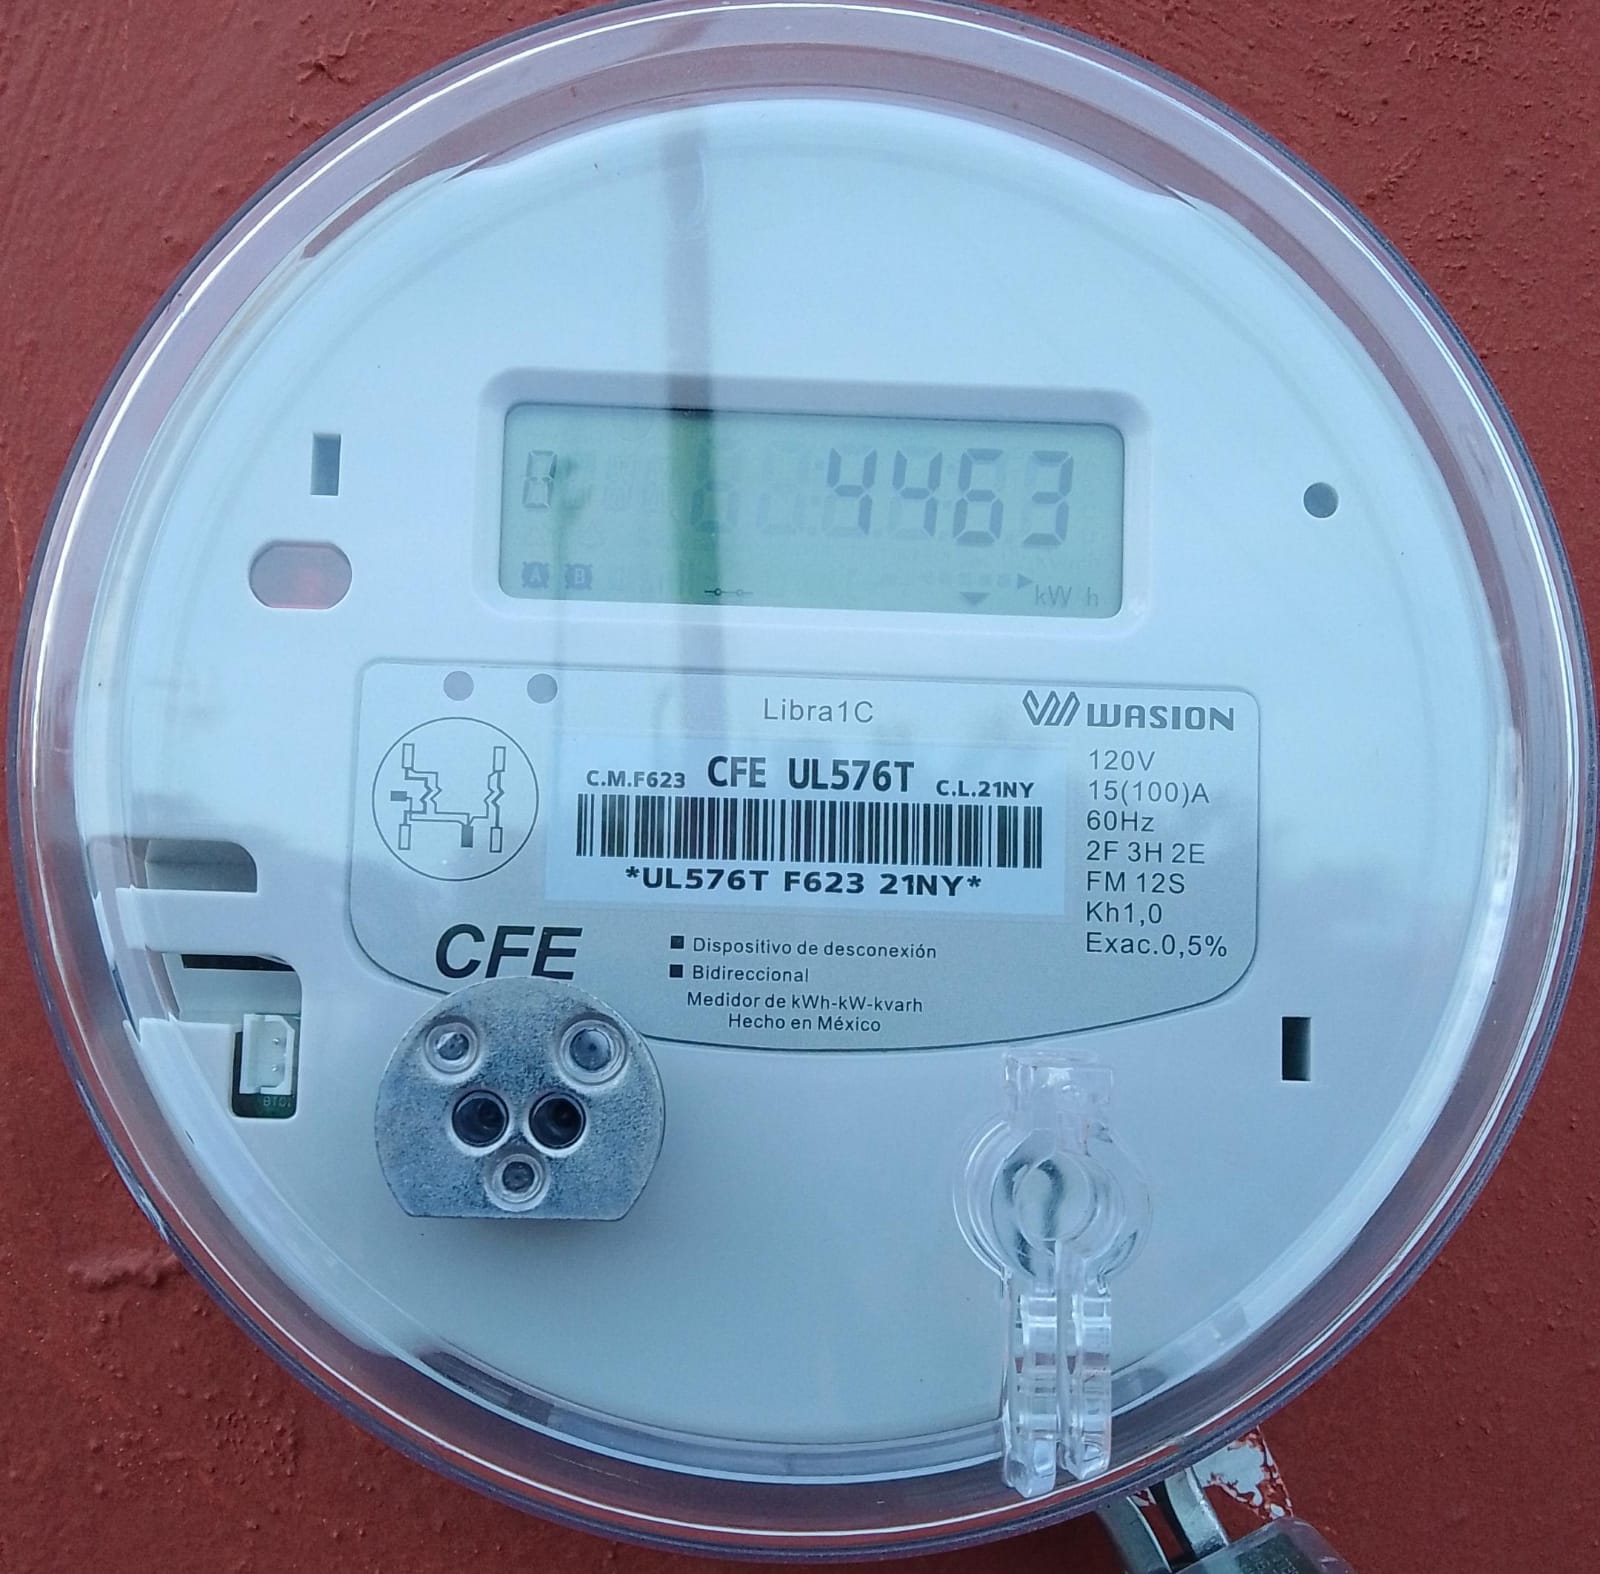 4463
A B
kW h
Libra1C
WASION
C.M.F623 CFE UL576T C.L.21NY
*UL576T F623 21NY*
120V
15(100)A
60Hz
2F 3H 2E
FM 12S
Kh1,0
Exac.0,5%
CFE
Dispositivo de desconexión
Bidireccional
Medidor de kWh-kW-kvarh
Hecho en México